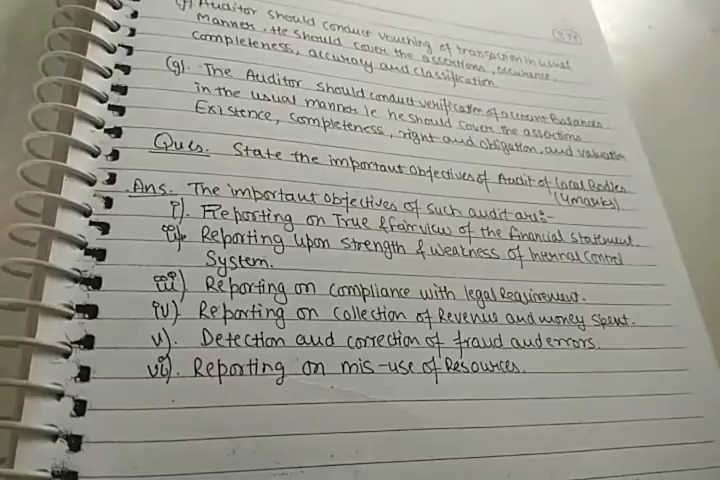 (f) Auditor should conduct vouching of transaction in usual
manner. He should cover the assertions, occurance
completeness, accuracy and classification.
(g). The Auditor should conduct verification of account Balances
in the usual manner ie he should cover the assertions
Existence, completeness, right and obligation, and valuation
Ques. State the important objectives of Audit of Local Bodies.
(4 marks)
Ans. The important objectives of such audit are:-
i). Reporting on True & fair view of the financial statement.
ii). Reporting upon strength & weatness of Internal Control
System.
iii) Reporting on compliance with legal Requirement.
iv) Reporting on collection of Revenue and money spent.
v). Detection and correction of fraud and errors.
vi). Reporting on mis-use of Resources.